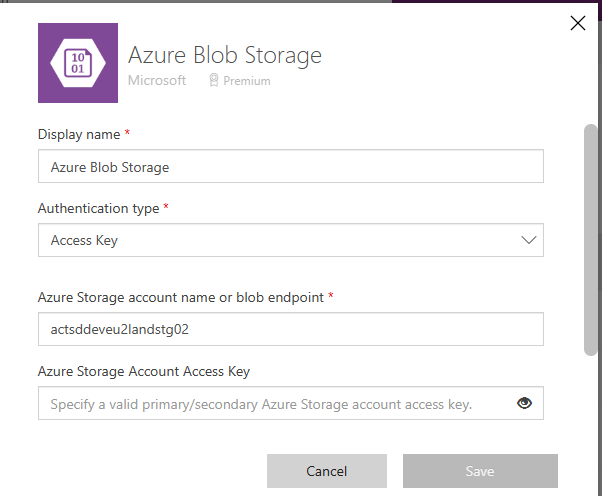 10
01
Azure Blob Storage
Microsoft Premium
Display name *
Azure Blob Storage
Authentication type *
Access Key
Azure Storage account name or blob endpoint *
actsddeveu2landstg02
Azure Storage Account Access Key
Specify a valid primary/secondary Azure Storage account access key.
Cancel Save